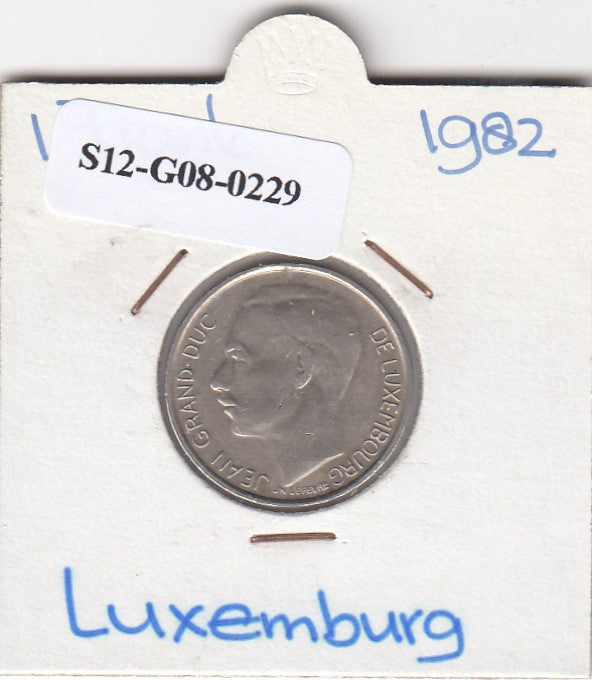 1982
S12-G08-0229
JEAN GRAND-DUC DE LUXEMBOURG
Luxemburg